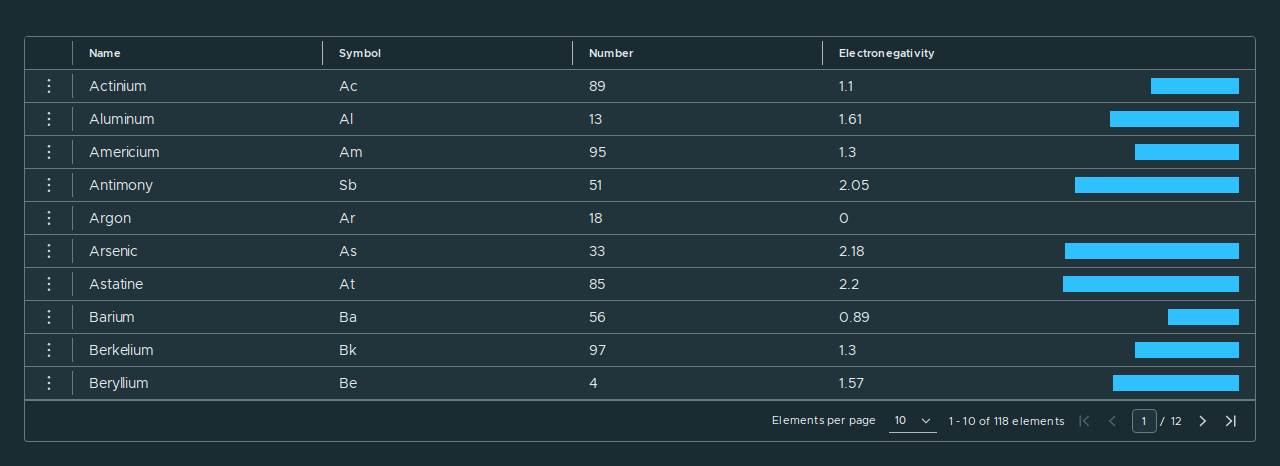 Name Symbol Number Electronegativity
Actinium Ac 89 1.1
Aluminum Al 13 1.61
Americium Am 95 1.3
Antimony Sb 51 2.05
Argon Ar 18 0
Arsenic As 33 2.18
Astatine At 85 2.2
Barium Ba 56 0.89
Berkelium Bk 97 1.3
Beryllium Be 4 1.57
Elements per page 10 1 - 10 of 118 elements 1 / 12